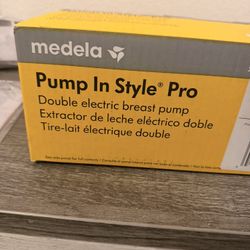 medela
Pump In Style® Pro
Double electric breast pump
Extractor de leche eléctrico doble
Tire-lait électrique double